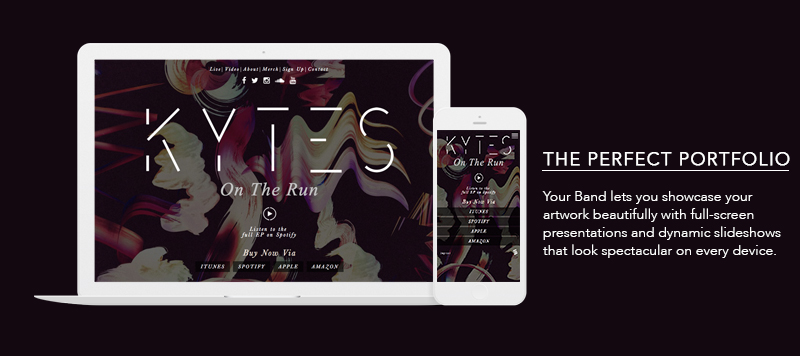 Live| Video| About| Merch| Sign Up| Contact
KYTES
On The Run
Listen to the
full EP on Spotify
Buy Now Via
ITUNES SPOTIFY APPLE AMAZON
KYTES
On The Run
Listen to the
full EP on Spotify
Buy Now Via
ITUNES
SPOTIFY
APPLE
AMAZON
THE PERFECT PORTFOLIO
Your Band lets you showcase your
artwork beautifully with full-screen
presentations and dynamic slideshows
that look spectacular on every device.